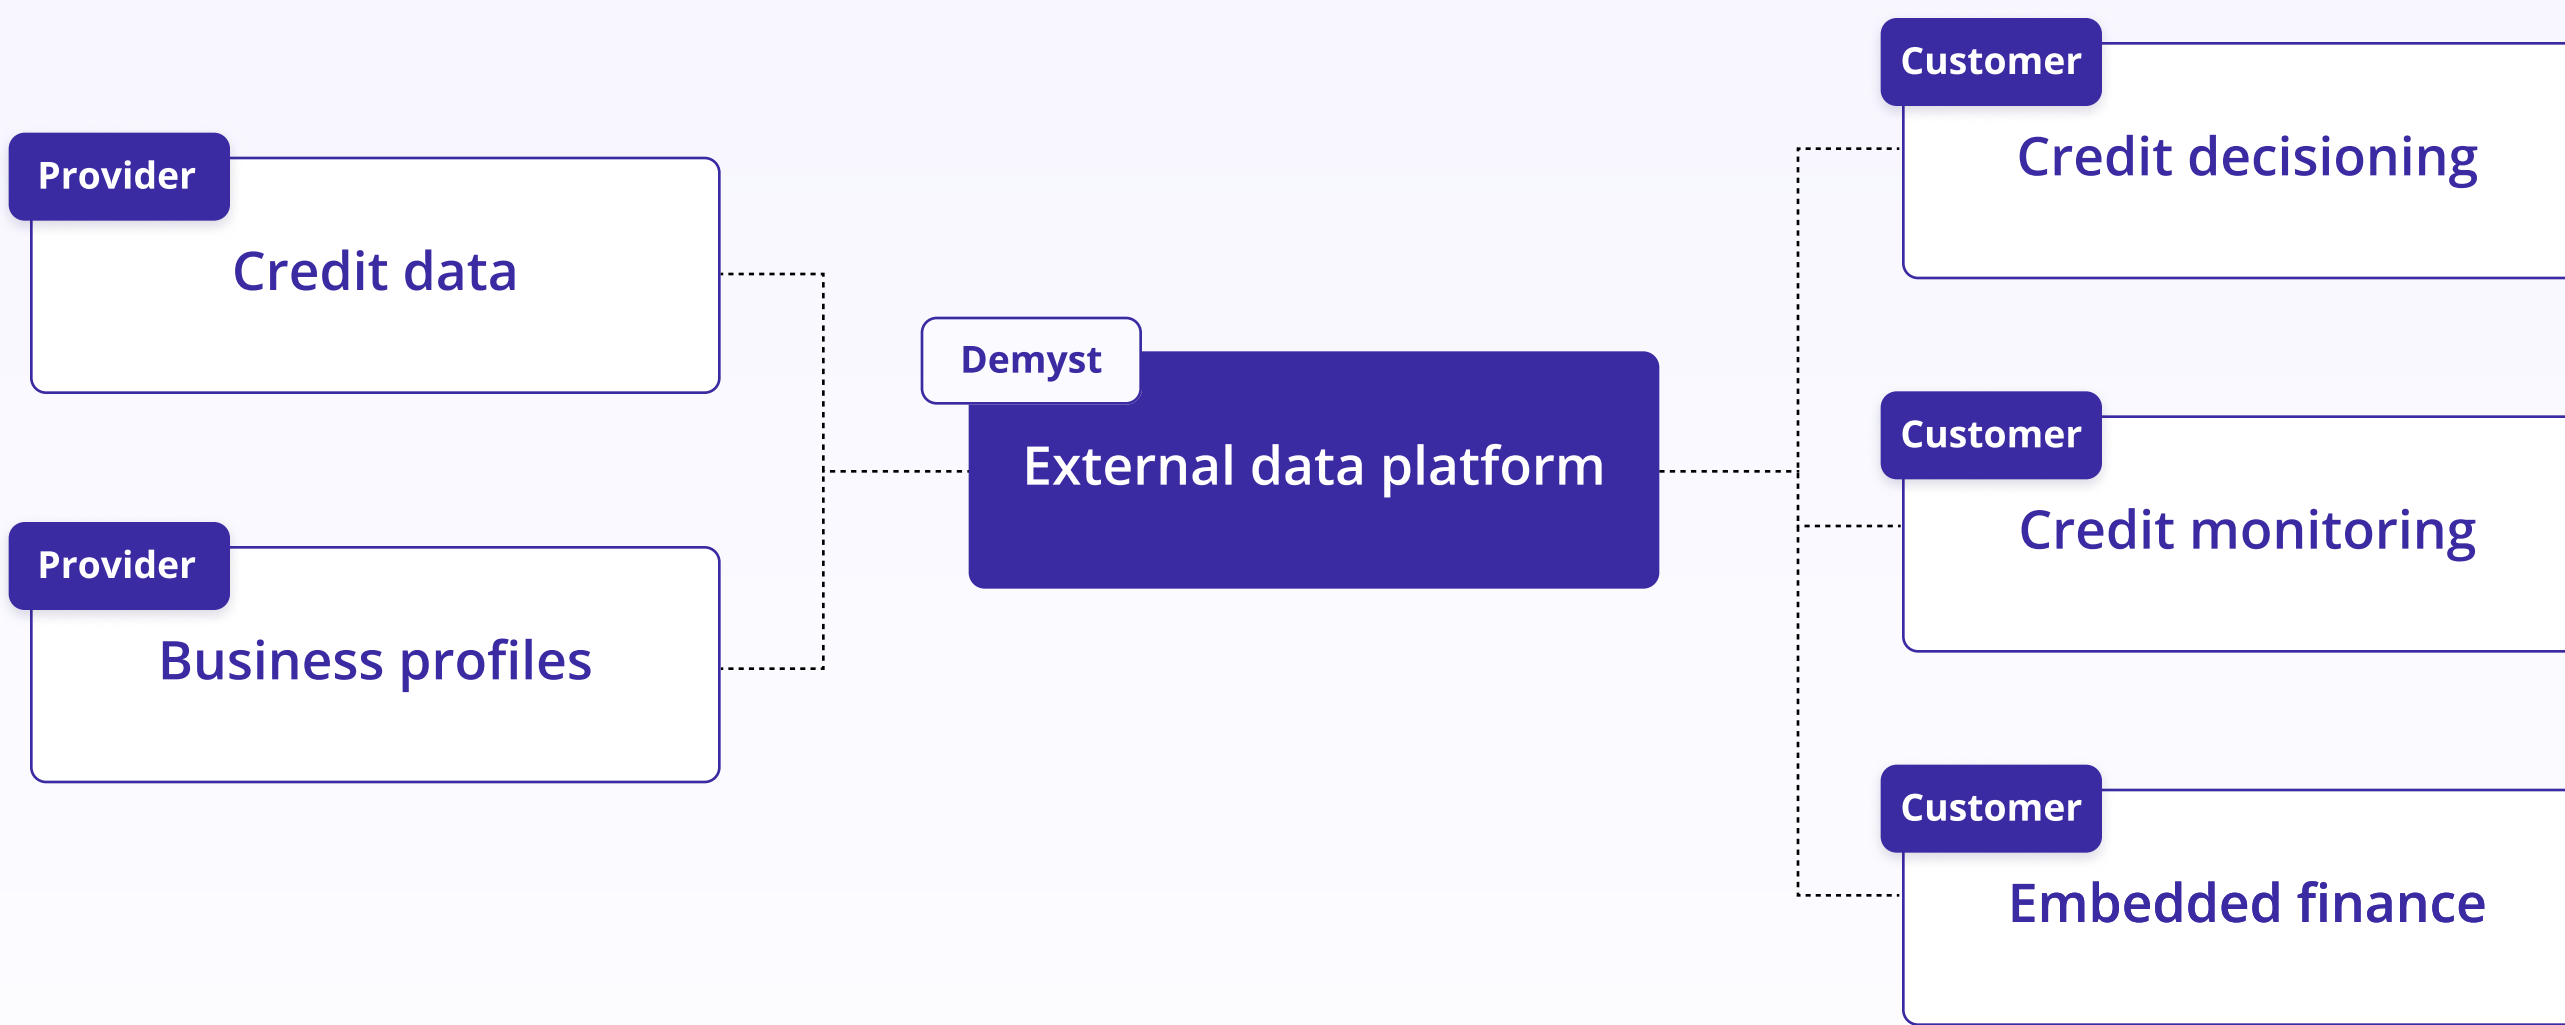 Provider
Credit data
Provider
Business profiles
Demyst
External data platform
Customer
Credit decisioning
Customer
Credit monitoring
Customer
Embedded finance